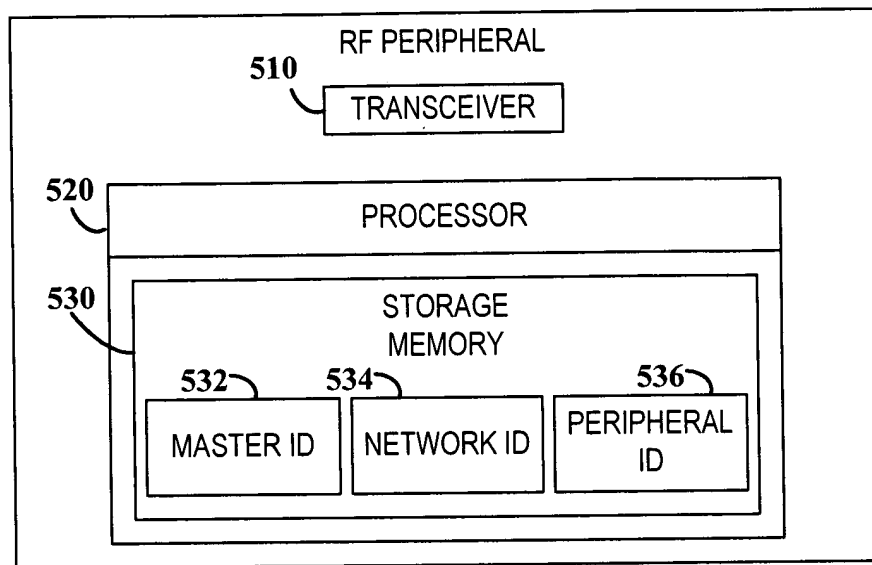 RF PERIPHERAL
510
TRANSCEIVER
520
PROCESSOR
530
STORAGE
MEMORY
532
534
536
MASTER ID
NETWORK ID
PERIPHERAL
ID